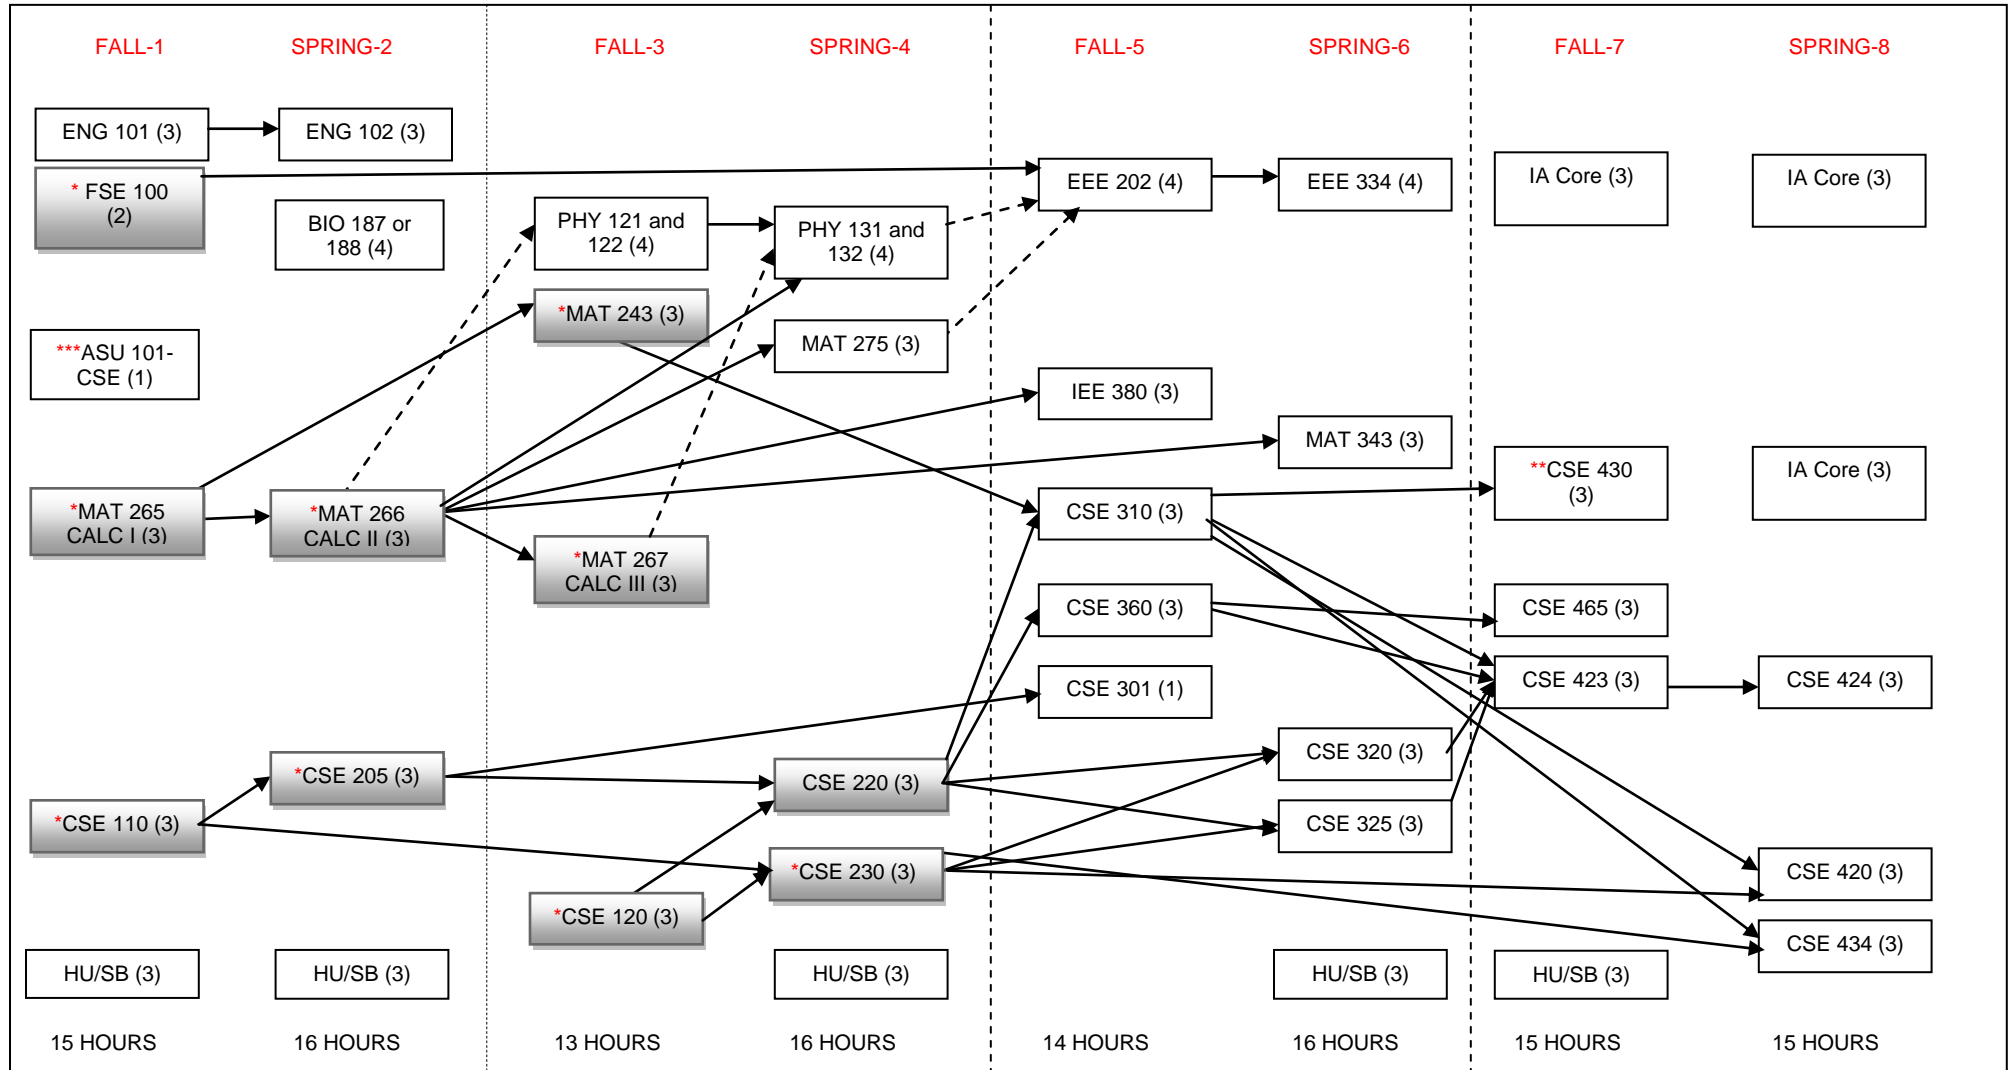 FALL-1
SPRING-2
FALL-3
SPRING-4
FALL-5
SPRING-6
FALL-7
SPRING-8
ENG 101 (3)
* FSE 100
(2)
***ASU 101-
CSE (1)
*MAT 265
CALC I (3)
*CSE 110 (3)
HU/SB (3)
15 HOURS
ENG 102 (3)
BIO 187 or
188 (4)
*MAT 266
CALC II (3)
*CSE 205 (3)
HU/SB (3)
16 HOURS
PHY 121 and
122 (4)
*MAT 243 (3)
*MAT 267
CALC III (3)
*CSE 120 (3)
13 HOURS
PHY 131 and
132 (4)
MAT 275 (3)
CSE 220 (3)
*CSE 230 (3)
HU/SB (3)
16 HOURS
EEE 202 (4)
IEE 380 (3)
CSE 310 (3)
CSE 360 (3)
CSE 301 (1)
14 HOURS
EEE 334 (4)
MAT 343 (3)
CSE 320 (3)
CSE 325 (3)
HU/SB (3)
16 HOURS
IA Core (3)
**CSE 430
(3)
CSE 465 (3)
CSE 423 (3)
HU/SB (3)
15 HOURS
IA Core (3)
IA Core (3)
CSE 424 (3)
CSE 420 (3)
CSE 434 (3)
15 HOURS